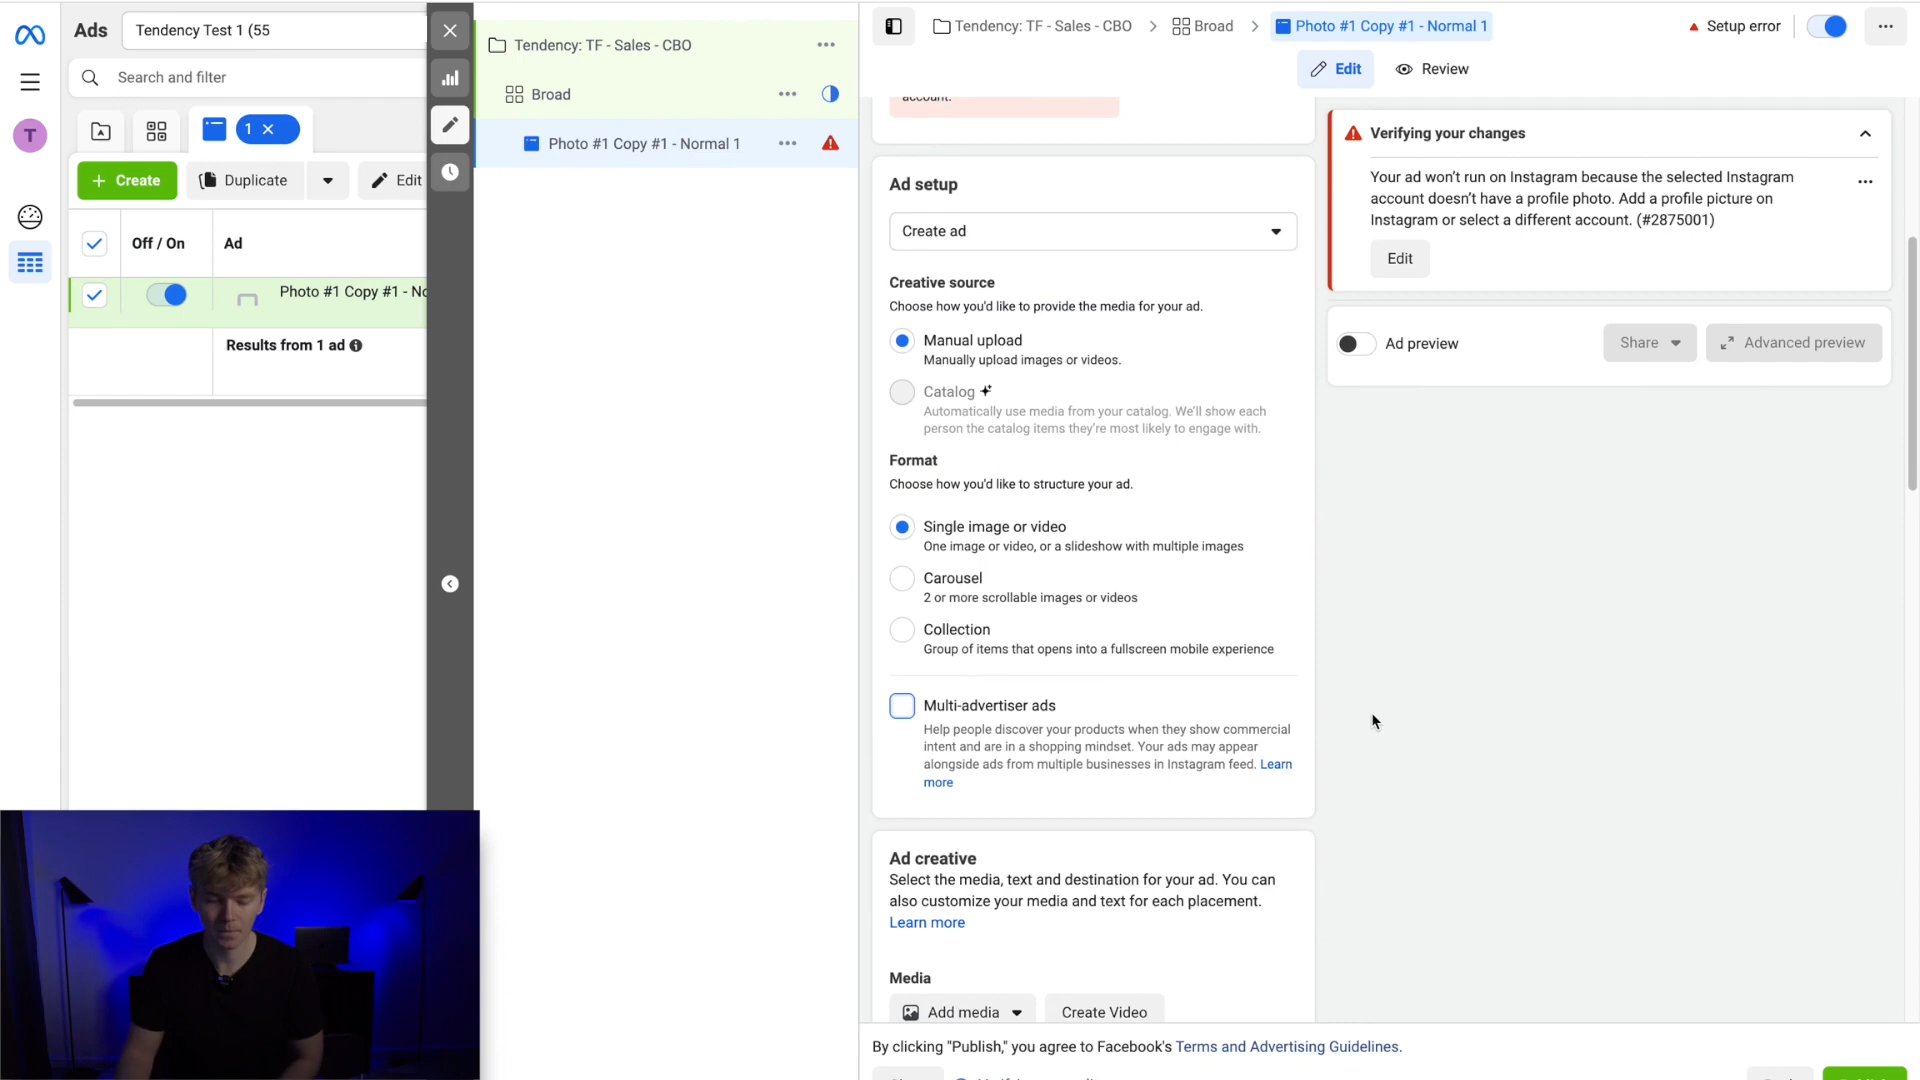 Ads
Tendency Test 1 (55
Search and filter
T
1 ×
+ Create
Duplicate
Edit
Off / On
Ad
Photo #1 Copy #1 - No
Results from 1 ad
Tendency: TF - Sales - CBO
Broad
Photo #1 Copy #1 - Normal 1
Tendency: TF - Sales - CBO > Broad > Photo #1 Copy #1 - Normal 1
Setup error
Edit
Review
account.
Ad setup
Create ad
Creative source
Choose how you'd like to provide the media for your ad.
Manual upload
Manually upload images or videos.
Catalog
Automatically use media from your catalog. We'll show each
person the catalog items they're most likely to engage with.
Format
Choose how you'd like to structure your ad.
Single image or video
One image or video, or a slideshow with multiple images
Carousel
2 or more scrollable images or videos
Collection
Group of items that opens into a fullscreen mobile experience
Multi-advertiser ads
Help people discover your products when they show commercial
intent and are in a shopping mindset. Your ads may appear
alongside ads from multiple businesses in Instagram feed. Learn
more
Ad creative
Select the media, text and destination for your ad. You can
also customize your media and text for each placement.
Learn more
Media
Add media
Create Video
Verifying your changes
Your ad won't run on Instagram because the selected Instagram
account doesn't have a profile photo. Add a profile picture on
Instagram or select a different account. (#2875001)
Edit
Ad preview
Share
Advanced preview
By clicking "Publish," you agree to Facebook's Terms and Advertising Guidelines.